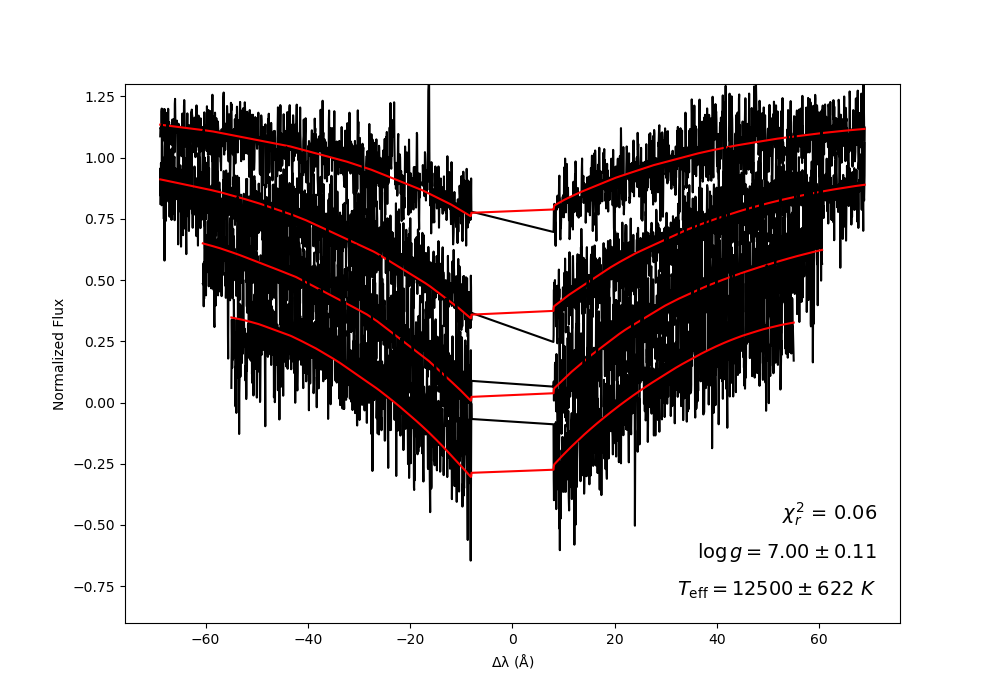 1.25
1.00
0.75
0.50
0.25
0.00
−0.25
−0.50
−0.75
Normalized Flux
χ²ᵣ = 0.06
log g = 7.00 ± 0.11
T_eff = 12500 ± 622 K
−60 −40 −20 0 20 40 60
Δλ (Å)